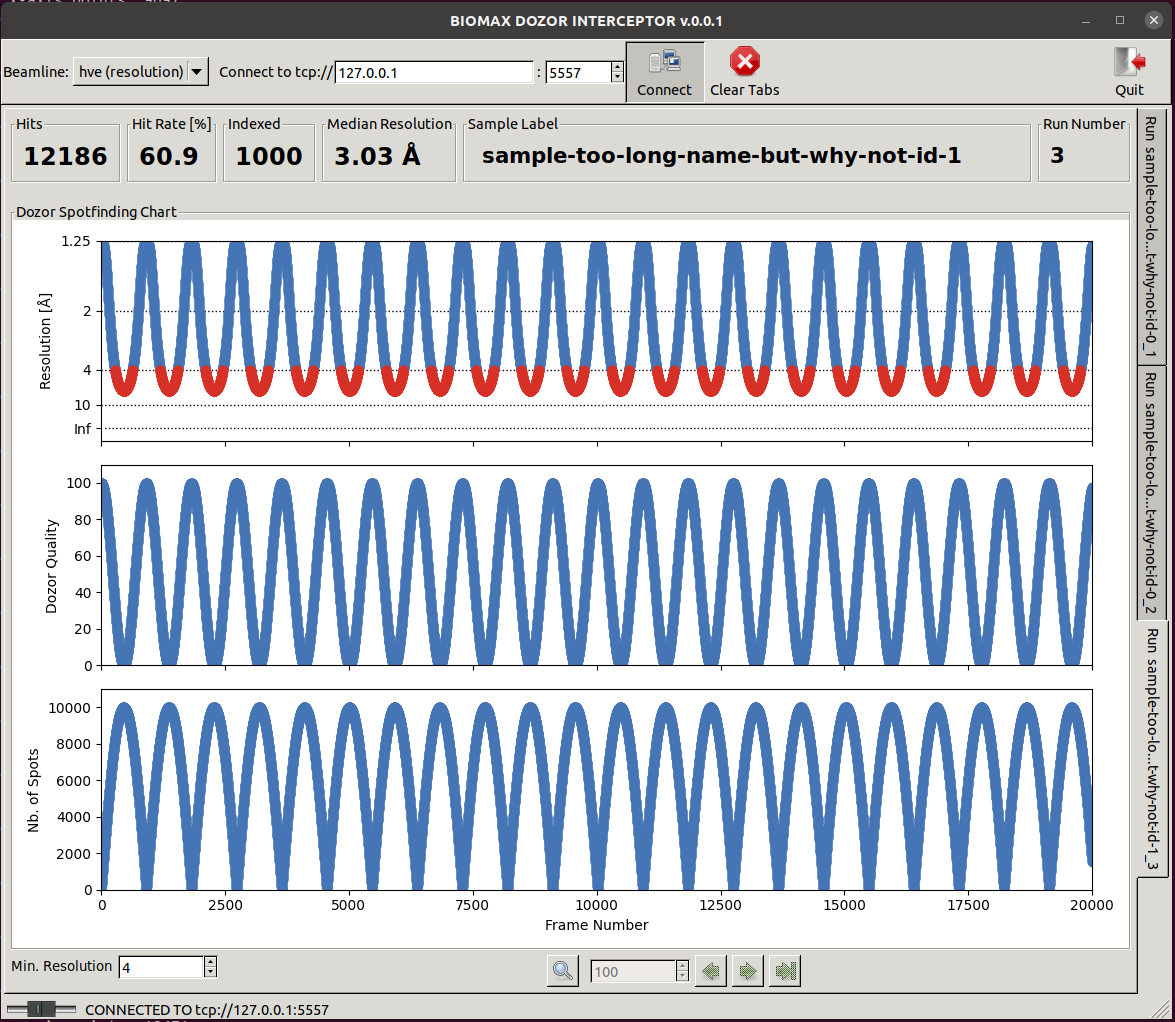 BIOMAX DOZOR INTERCEPTOR v.0.0.1
Beamline: hve (resolution) Connect to tcp:// 127.0.0.1 : 5557 Connect Clear Tabs Quit
Hits Hit Rate [%] Indexed Median Resolution Sample Label Run Number
12186 60.9 1000 3.03 Å sample-too-long-name-but-why-not-id-1 3
Dozor Spotfinding Chart
1.25
2
4
10
Inf
Resolution [Å]
100
80
60
40
20
0
Dozor Quality
10000
8000
6000
4000
2000
0
Nb. of Spots
0 2500 5000 7500 10000 12500 15000 17500 20000
Frame Number
Run sample-too-lo...t-why-not-id-0_1
Run sample-too-lo...t-why-not-id-0_2
Run sample-too-lo...t-why-not-id-1_3
Min. Resolution 4 100
CONNECTED TO tcp://127.0.0.1:5557